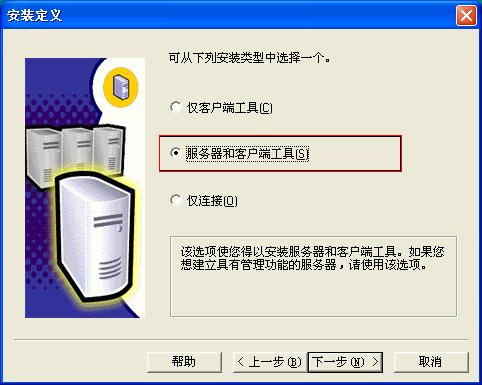 安装定义
可从下列安装类型中选择一个。
仅客户端工具(C)
服务器和客户端工具(S)
仅连接(O)
该选项使您得以安装服务器和客户端工具。如果您
想建立具有管理功能的服务器，请使用该选项。
帮助
< 上一步(B)
下一步(N) >
取消